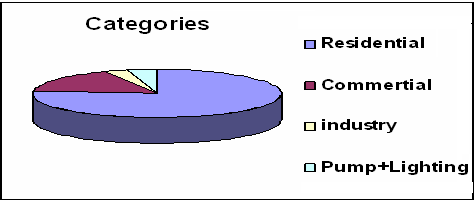 Categories
Residential
Commertial
industry
Pump+Lighting